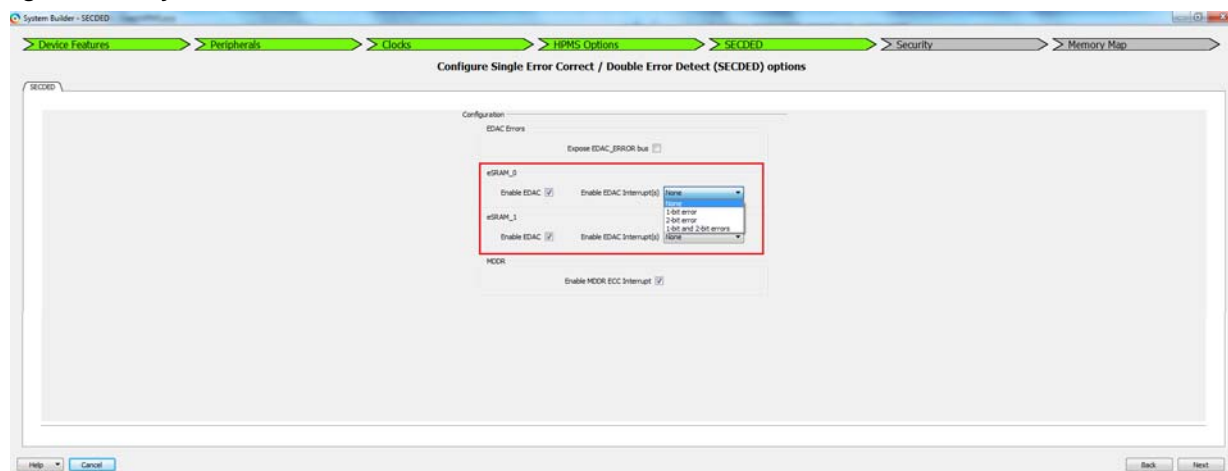 System Builder - SECDED
Device Features Peripherals Clocks HPMS Options SECDED Security Memory Map
Configure Single Error Correct / Double Error Detect (SECDED) options
SECDED
Configuration
EDAC Errors
Expose EDAC_ERROR bus
eSRAM_0
Enable EDAC Enable EDAC Interrupt(s) None
None
1-bit error
2-bit error
1-bit and 2-bit errors
eSRAM_1
Enable EDAC Enable EDAC Interrupt(s) None
MDDR
Enable MDDR ECC Interrupt
Help Cancel Back Next